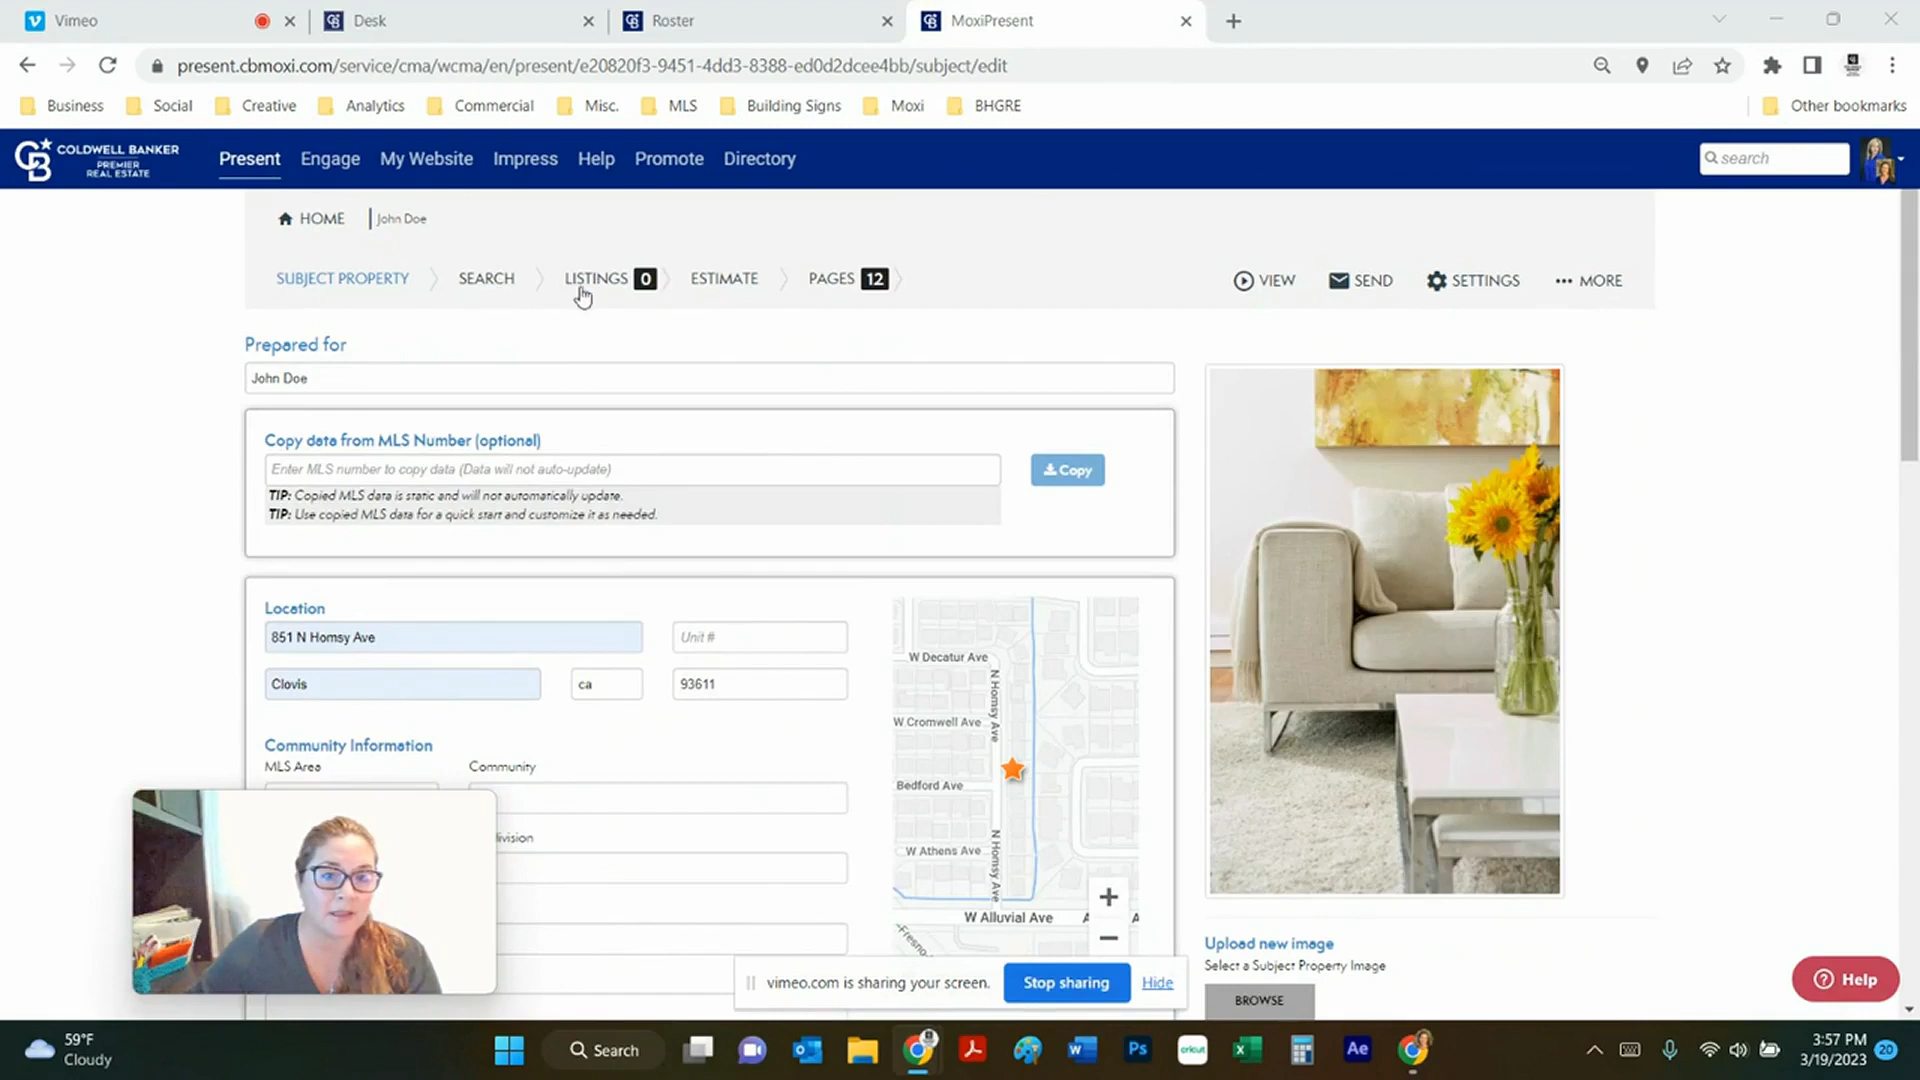 Vimeo
Desk
Roster
MoxiPresent
present.cbmoxi.com/service/cma/wcma/en/present/e20820f3-9451-4dd3-8388-ed0d2dcee4bb/subject/edit
Business Social Creative Analytics Commercial Misc. MLS Building Signs Moxi BHGRE Other bookmarks
CB COLDWELL BANKER
PREMIER
REAL ESTATE
Present Engage My Website Impress Help Promote Directory
search
HOME John Doe
SUBJECT PROPERTY SEARCH LISTINGS 0 ESTIMATE PAGES 12
VIEW SEND SETTINGS MORE
Prepared for
John Doe
Copy data from MLS Number (optional)
Enter MLS number to copy data (Data will not auto-update)
Copy
TIP: Copied MLS data is static and will not automatically update.
TIP: Use copied MLS data for a quick start and customize it as needed.
Location
851 N Homsy Ave
Unit #
Clovis
ca
93611
Community Information
MLS Area
Community
division
W Decatur Ave
N Homsy Ave
W Cromwell Ave
Bedford Ave
W Athens Ave
N Homsy Ave
W Alluvial Ave
Fresno
Upload new image
Select a Subject Property Image
BROWSE
vimeo.com is sharing your screen.
Stop sharing
Hide
Help
59°F
Cloudy
Search
cricut
Ps
Ae
3:57 PM
3/19/2023
20